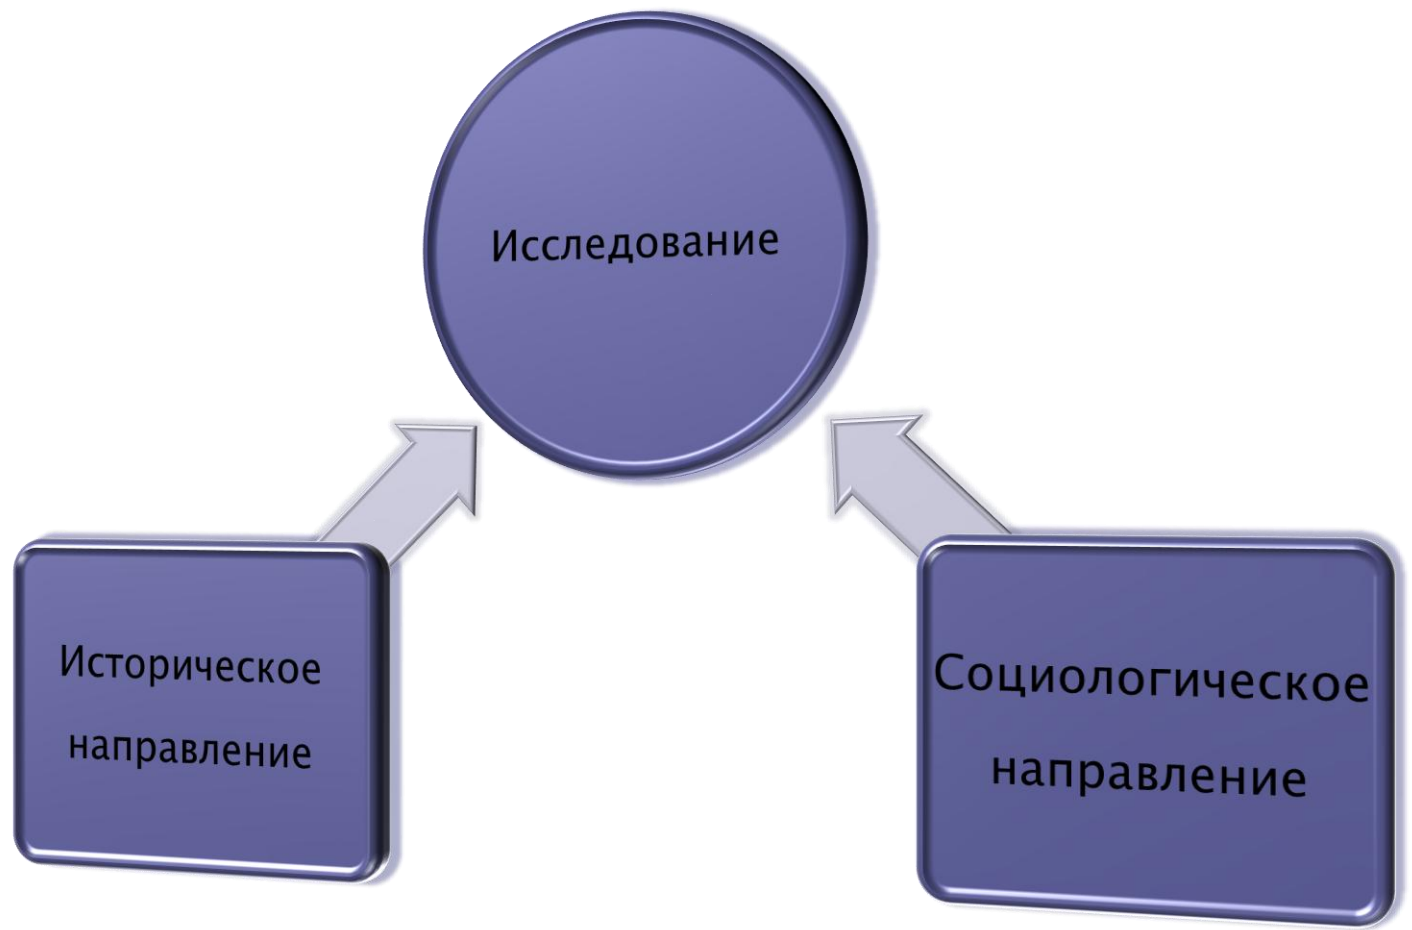 Исследование
Историческое
направление
Социологическое
направление